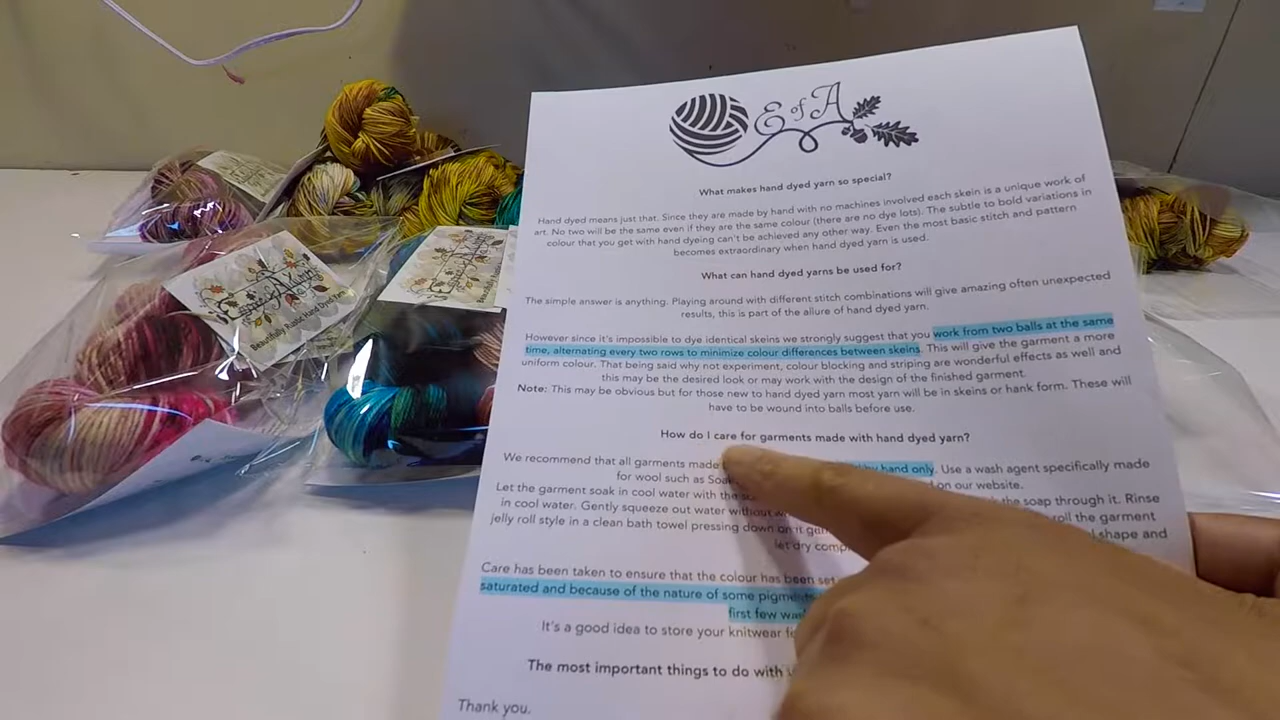 E of A
What makes hand dyed yarn so special?
Hand dyed means just that. Since they are made by hand with no machines involved each skein is a unique work of
art. No two will be the same even if they are the same colour (there are no dye lots). The subtle to bold variations in
colour that you get with hand dyeing can't be achieved any other way. Even the most basic stitch and pattern
becomes extraordinary when hand dyed yarn is used.
What can hand dyed yarns be used for?
The simple answer is anything. Playing around with different stitch combinations will give amazing often unexpected
results, this is part of the allure of hand dyed yarn.
However since it's impossible to dye identical skeins we strongly suggest that you work from two balls at the same
time, alternating every two rows to minimize colour differences between skeins. This will give the garment a more
uniform colour. That being said why not experiment, colour blocking and striping are wonderful effects as well and
this may be the desired look or may work with the design of the finished garment.
Note: This may be obvious but for those new to hand dyed yarn most yarn will be in skeins or hank form. These will
have to be wound into balls before use.
How do I care for garments made with hand dyed yarn?
We recommend that all garments made by hand only. Use a wash agent specifically made
for wool such as Soak on our website.
Let the garment soak in cool water with the the soap through it. Rinse
in cool water. Gently squeeze out water without roll the garment
jelly roll style in a clean bath towel pressing down on it shape and
let dry
Care has been taken to ensure that the colour has been set
saturated and because of the nature of some
first few
It's a good idea to store your knitwear
The most important things to do with
Thank you.
Beautifully Rustic Hand Dyed Yarn